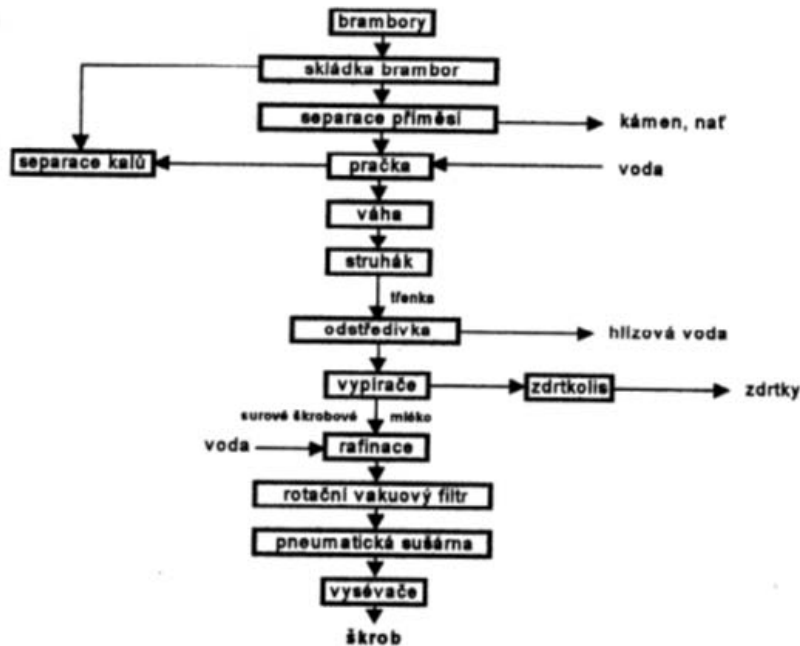 brambory
skládka brambor
separace příměsí
kámen, nať
separace kalů
pračka
voda
váha
struhák
třenka
odstředivka
hlízová voda
vypírače
zdrtkolis
zdrtky
surové škrobové mléko
voda
rafinace
rotační vakuový filtr
pneumatická sušárna
vysévače
škrob